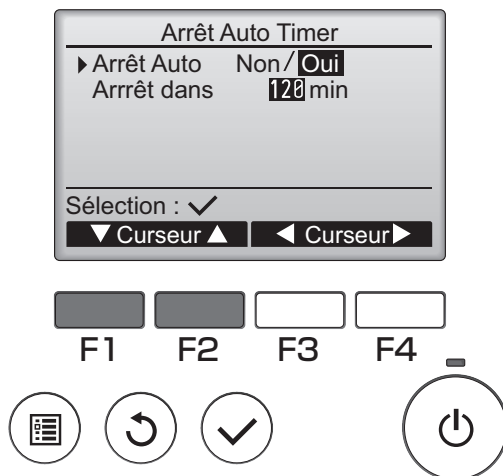 Arrêt Auto Timer
Arrêt Auto Non / Oui
Arrrêt dans 120 min
Sélection : ✓
▼ Curseur ▲ ◀ Curseur ▶
F1 F2 F3 F4